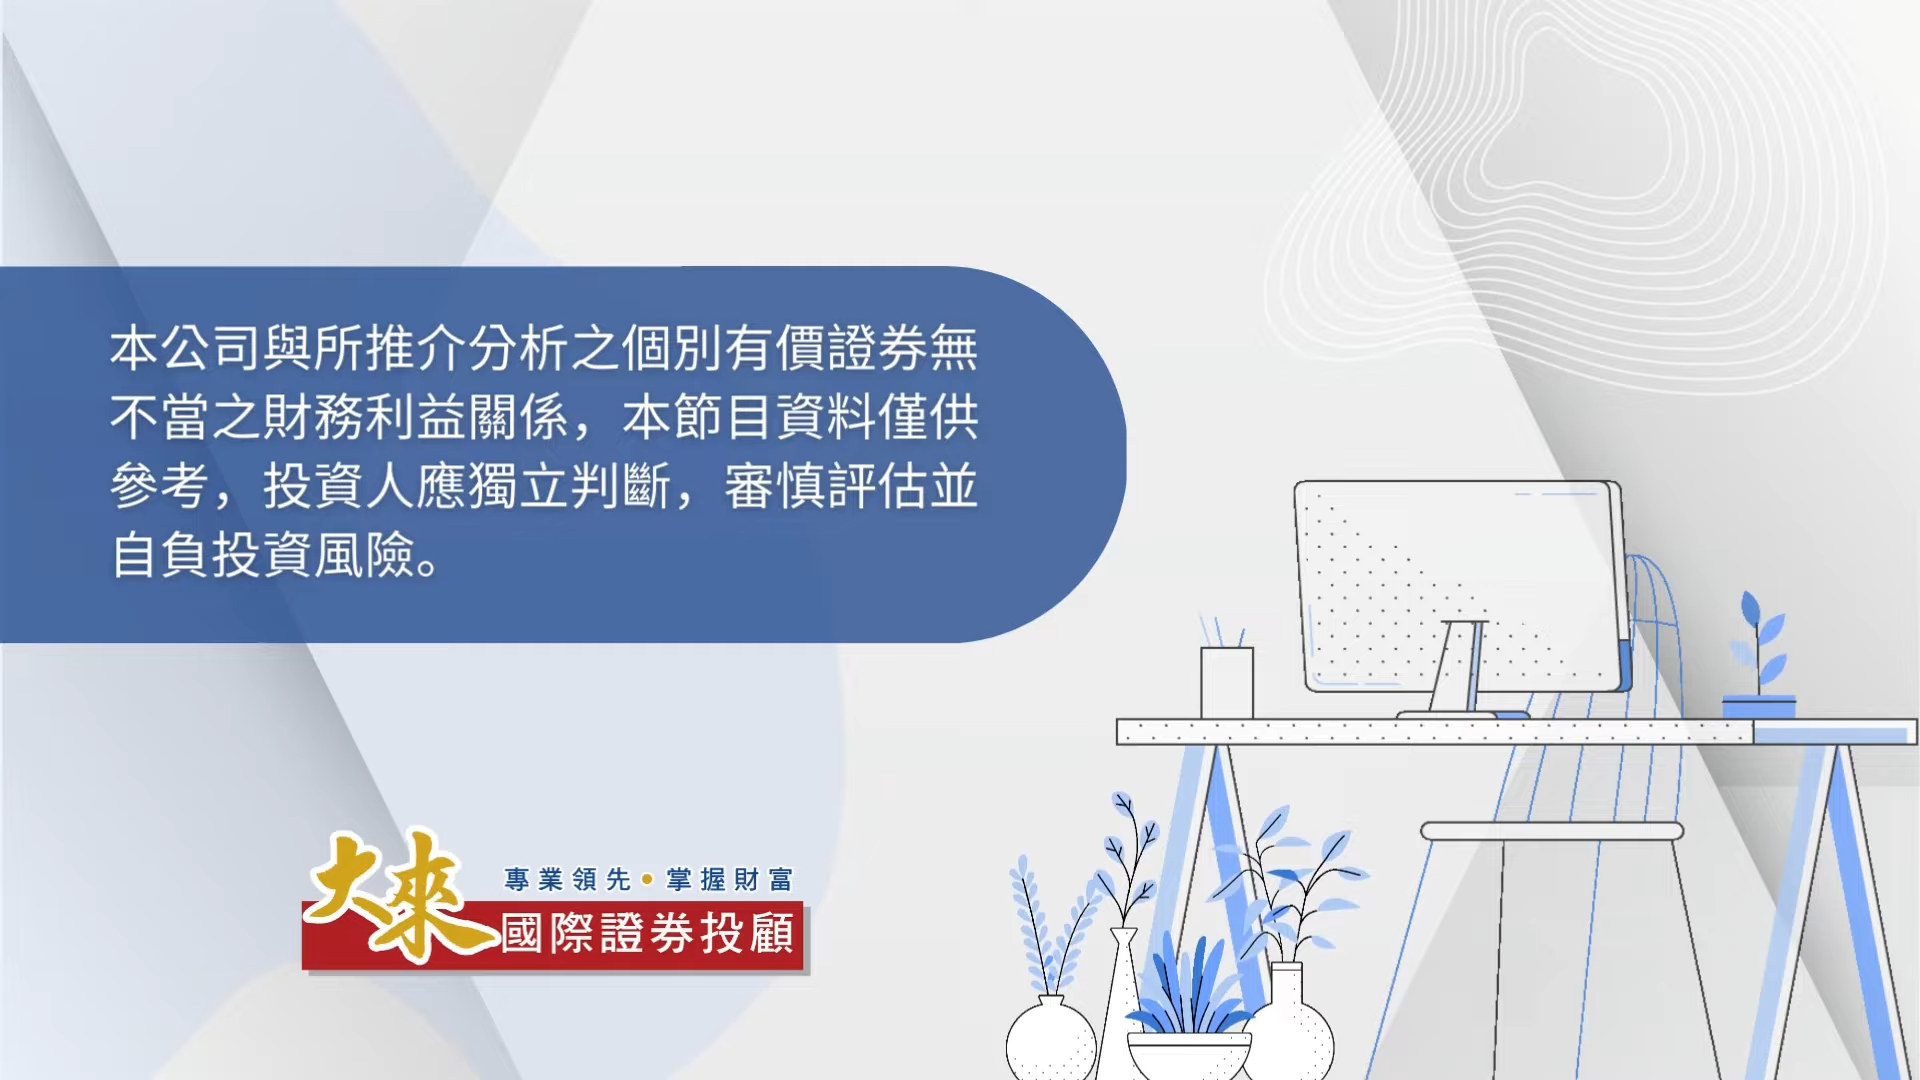 本公司與所推介分析之個別有價證券無
不當之財務利益關係，本節目資料僅供
參考，投資人應獨立判斷，審慎評估並
自負投資風險。
專業領先•掌握財富
大來國際證券投顧